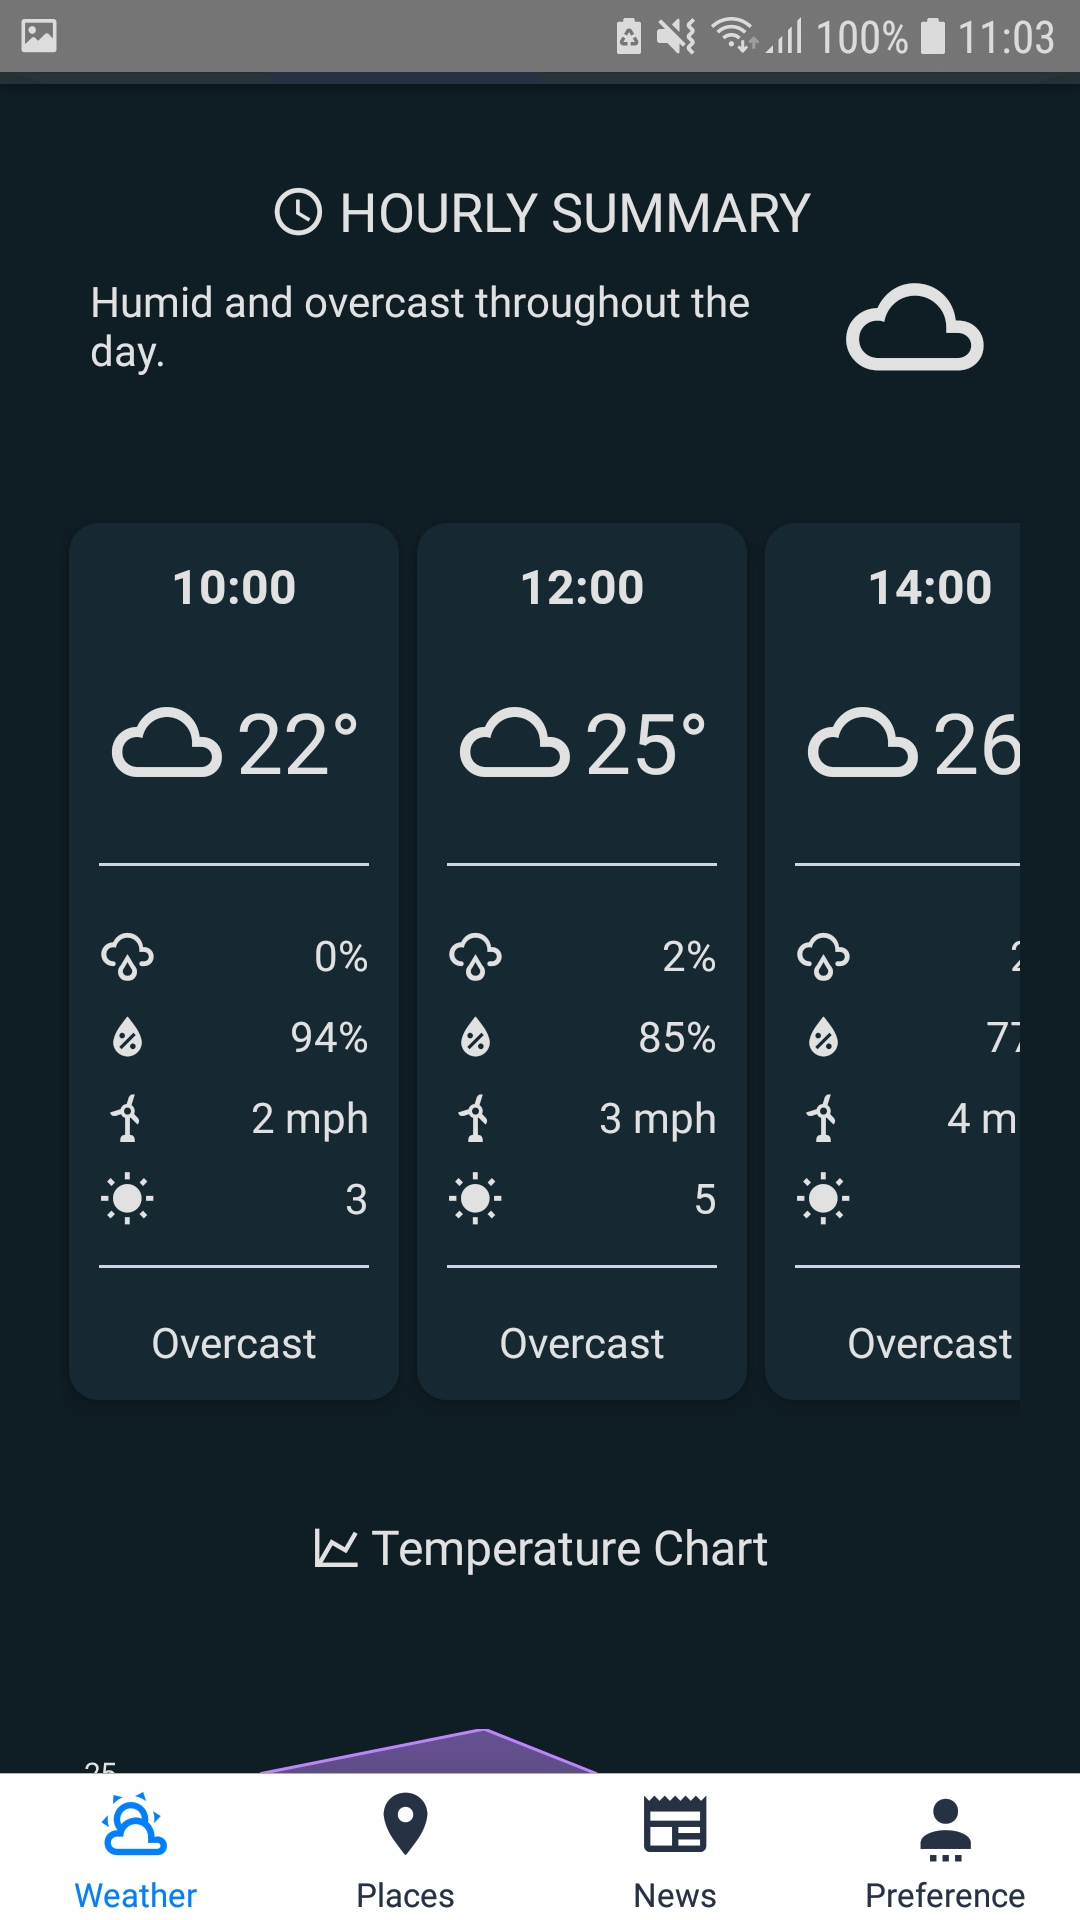 100% 11:03
HOURLY SUMMARY
Humid and overcast throughout the
day.
10:00 12:00 14:00
22° 25° 26
0% 2%
94% 85% 77
2 mph 3 mph 4 m
3 5
Overcast Overcast Overcast
Temperature Chart
25
Weather Places News Preference